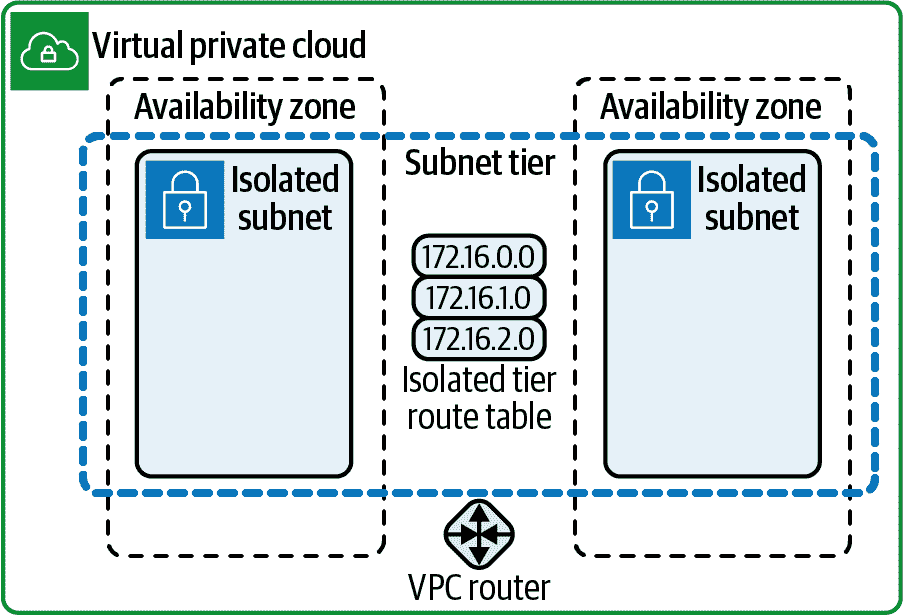 Virtual private cloud
Availability zone
Availability zone
Subnet tier
Isolated
subnet
Isolated
subnet
172.16.0.0
172.16.1.0
172.16.2.0
Isolated tier
route table
VPC router